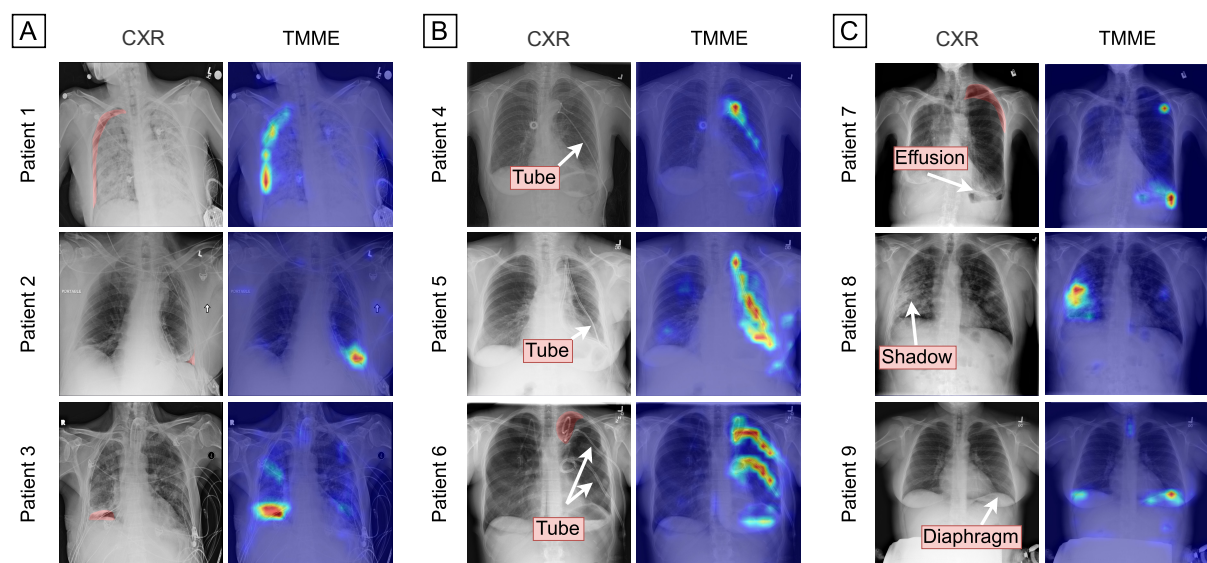 A
CXR
TMME
B
CXR
TMME
C
CXR
TMME
Patient 1
L
Patient 2
PORTABLE
L
Patient 3
R
Patient 4
Tube
Patient 5
Tube
Patient 6
Tube
Patient 7
Effusion
Patient 8
Shadow
Patient 9
Diaphragm